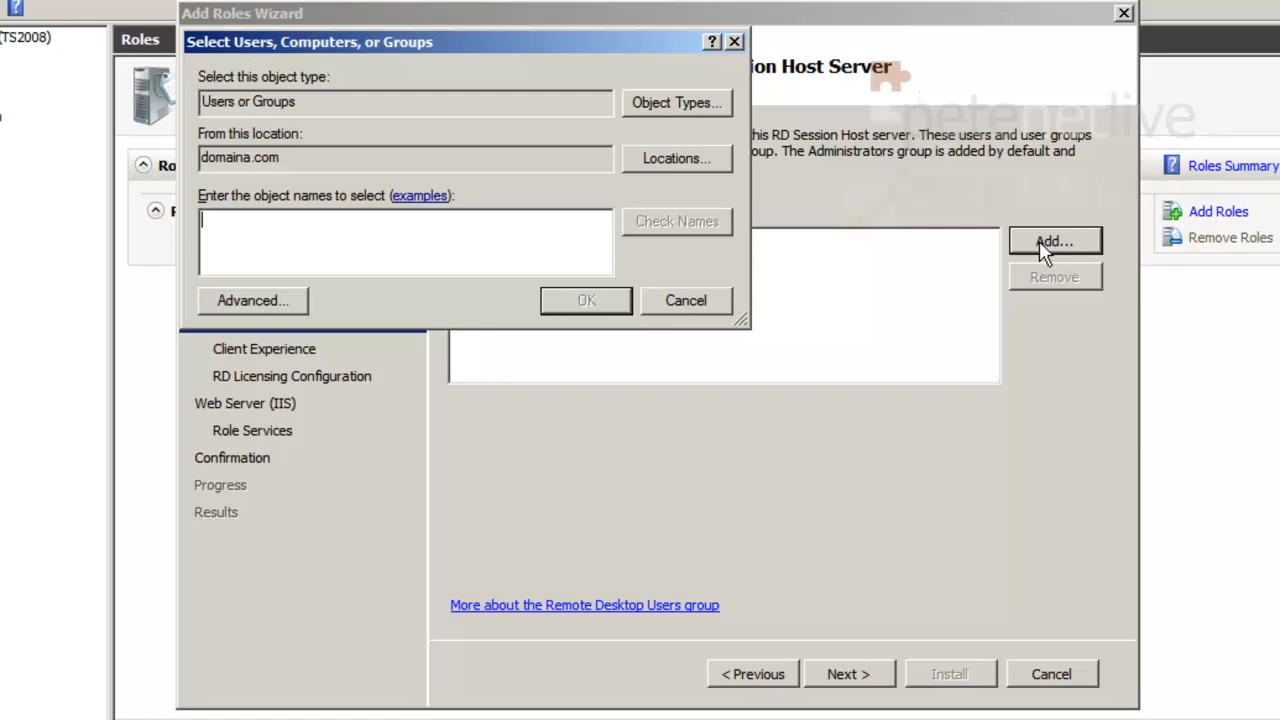 Add Roles Wizard
(TS2008)
Roles
Select Users, Computers, or Groups
Select this object type:
Users or Groups
Object Types...
From this location:
domaina.com
Locations...
Enter the object names to select (examples):
Check Names
Advanced...
OK
Cancel
ion Host Server
his RD Session Host server. These users and user groups
oup. The Administrators group is added by default and
Add...
Remove
Ro
Roles Summary
Add Roles
Remove Roles
Client Experience
RD Licensing Configuration
Web Server (IIS)
Role Services
Confirmation
Progress
Results
More about the Remote Desktop Users group
< Previous
Next >
Install
Cancel